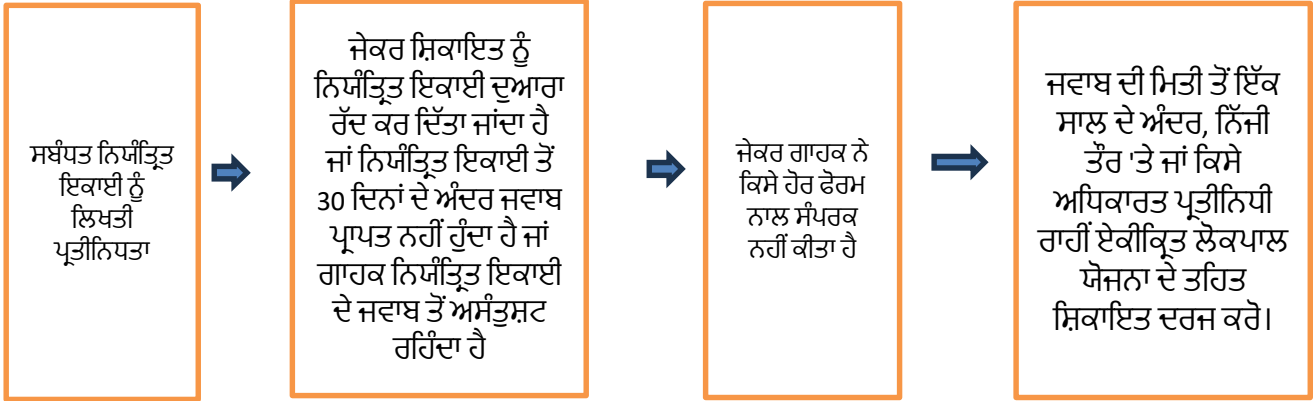 ਸਬੰਧਤ ਨਿਯੰਤ੍ਰਿਤ
ਇਕਾਈ ਨੂੰ
ਲਿਖਤੀ
ਪ੍ਰਤੀਨਿਧਤਾ
ਜੇਕਰ ਸ਼ਿਕਾਇਤ ਨੂੰ
ਨਿਯੰਤ੍ਰਿਤ ਇਕਾਈ ਦੁਆਰਾ
ਰੱਦ ਕਰ ਦਿੱਤਾ ਜਾਂਦਾ ਹੈ
ਜਾਂ ਨਿਯੰਤ੍ਰਿਤ ਇਕਾਈ ਤੋਂ
30 ਦਿਨਾਂ ਦੇ ਅੰਦਰ ਜਵਾਬ
ਪ੍ਰਾਪਤ ਨਹੀਂ ਹੁੰਦਾ ਹੈ ਜਾਂ
ਗਾਹਕ ਨਿਯੰਤ੍ਰਿਤ ਇਕਾਈ
ਦੇ ਜਵਾਬ ਤੋਂ ਅਸੰਤੁਸ਼ਟ
ਰਹਿੰਦਾ ਹੈ
ਜੇਕਰ ਗਾਹਕ ਨੇ
ਕਿਸੇ ਹੋਰ ਫੋਰਮ
ਨਾਲ ਸੰਪਰਕ
ਨਹੀਂ ਕੀਤਾ ਹੈ
ਜਵਾਬ ਦੀ ਮਿਤੀ ਤੋਂ ਇੱਕ
ਸਾਲ ਦੇ ਅੰਦਰ, ਨਿੱਜੀ
ਤੌਰ 'ਤੇ ਜਾਂ ਕਿਸੇ
ਅਧਿਕਾਰਤ ਪ੍ਰਤੀਨਿਧੀ
ਰਾਹੀਂ ਏਕੀਕ੍ਰਿਤ ਲੋਕਪਾਲ
ਯੋਜਨਾ ਦੇ ਤਹਿਤ
ਸ਼ਿਕਾਇਤ ਦਰਜ ਕਰੋ।